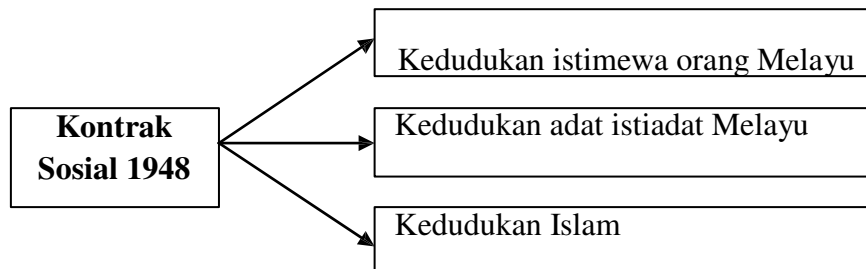 Kedudukan istimewa orang Melayu
Kontrak
Sosial 1948
Kedudukan adat istiadat Melayu
Kedudukan Islam